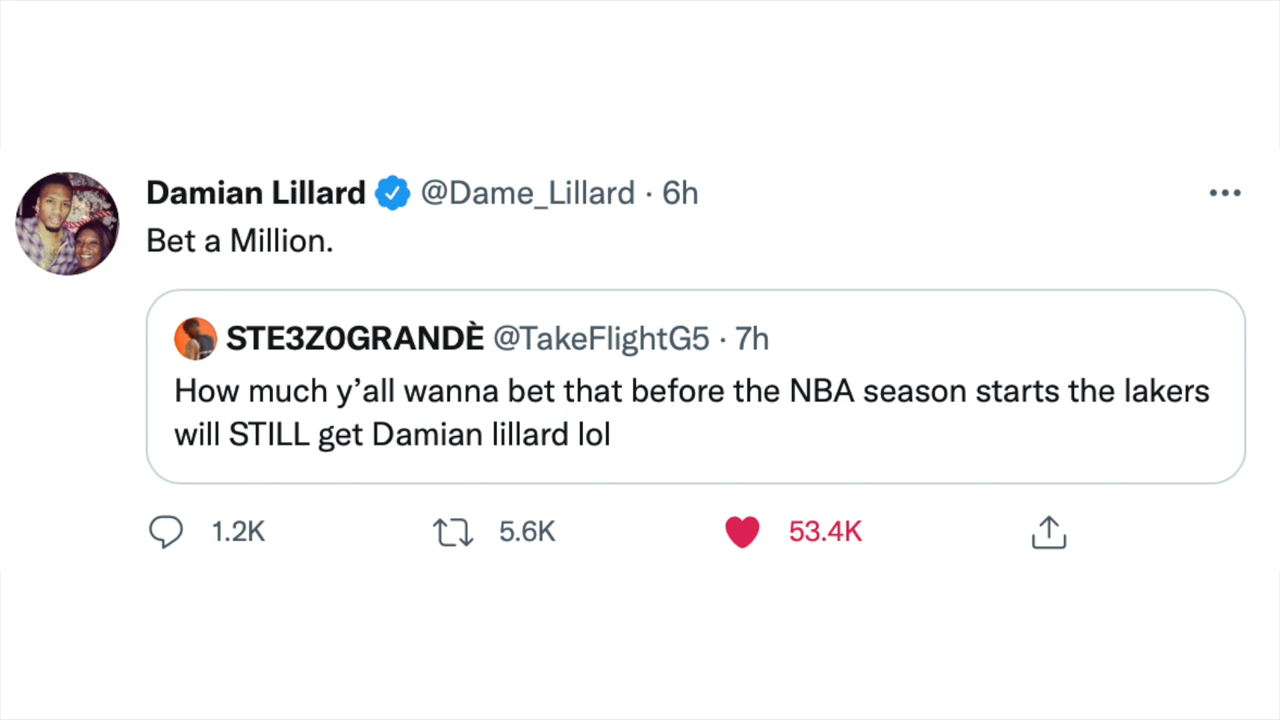 Damian Lillard @Dame_Lillard · 6h
Bet a Million.
STE3Z0GRANDÈ @TakeFlightG5 · 7h
How much y’all wanna bet that before the NBA season starts the lakers
will STILL get Damian lillard lol
1.2K 5.6K 53.4K